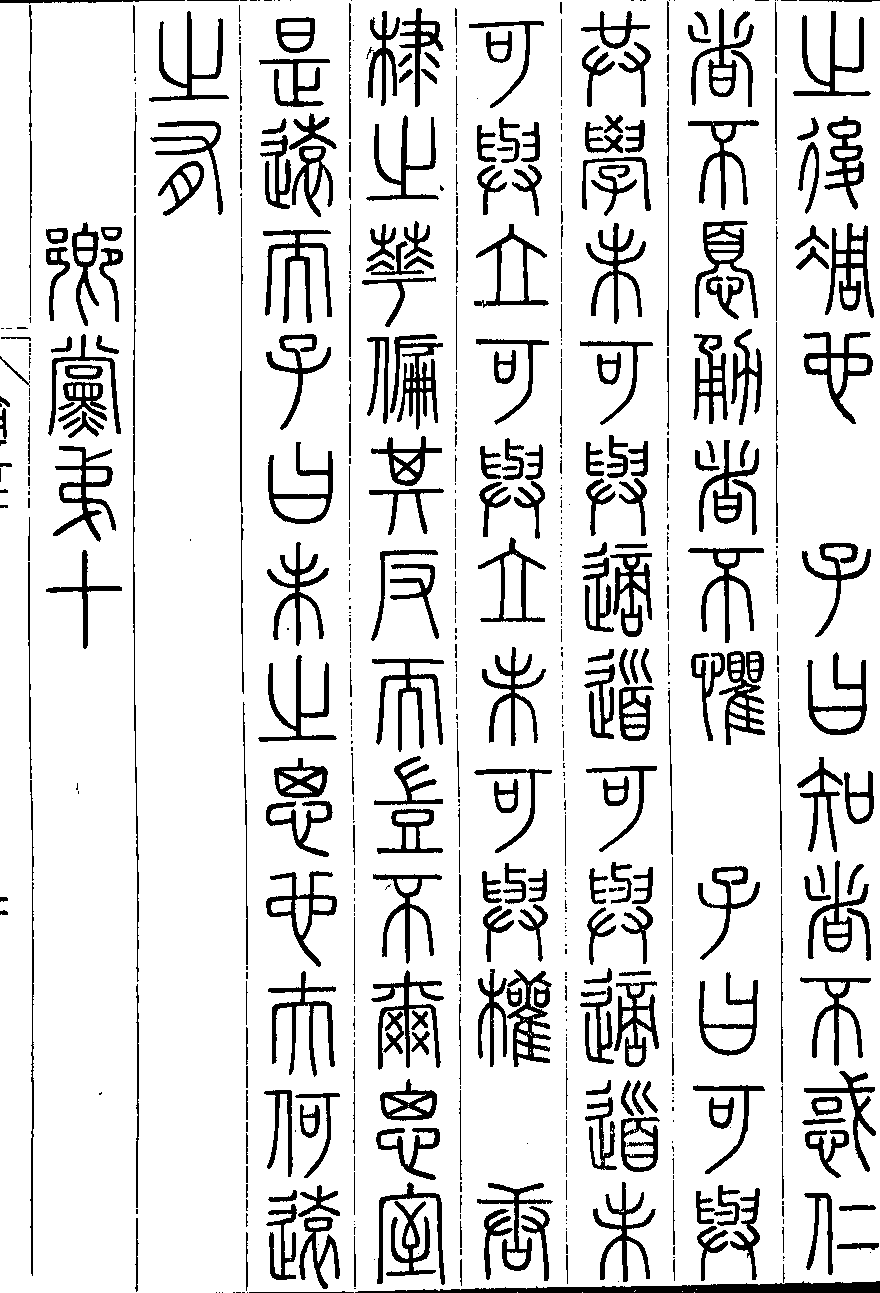 之後凋也　子曰知者不惑仁
者不憂勇者不懼　子曰可與
共學未可與適道可與適道未
可與立可與立未可與權　唐
棣之華偏其反而豈不爾思室
是遠而子曰未之思也夫何遠
之有
鄉黨弟十